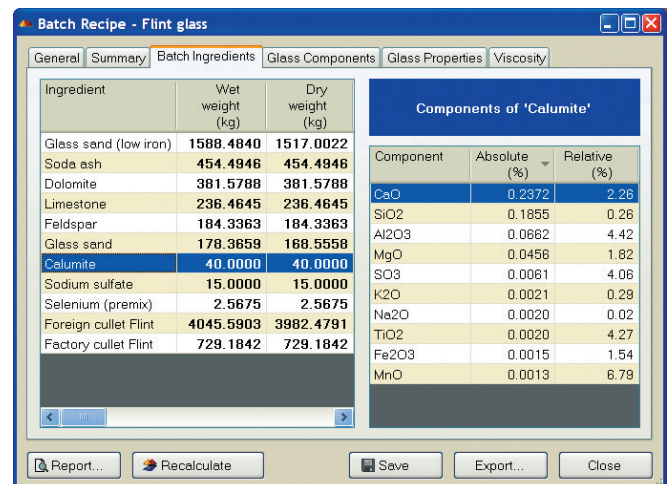 Batch Recipe - Flint glass
General Summary Batch Ingredients Glass Components Glass Properties Viscosity
Ingredient Wet weight (kg) Dry weight (kg)
Glass sand (low iron) 1588.4840 1517.0022
Soda ash 454.4946 454.4946
Dolomite 381.5788 381.5788
Limestone 236.4645 236.4645
Feldspar 184.3363 184.3363
Glass sand 178.3659 168.5558
Calumite 40.0000 40.0000
Sodium sulfate 15.0000 15.0000
Selenium (premix) 2.5675 2.5675
Foreign cullet Flint 4045.5903 3982.4791
Factory cullet Flint 729.1842 729.1842
Components of 'Calumite'
Component Absolute (%) Relative (%)
CaO 0.2372 2.26
SiO2 0.1855 0.26
Al2O3 0.0662 4.42
MgO 0.0456 1.82
SO3 0.0061 4.06
K2O 0.0021 0.29
Na2O 0.0020 0.02
TiO2 0.0020 4.27
Fe2O3 0.0015 1.54
MnO 0.0013 6.79
Report... Recalculate Save Export... Close